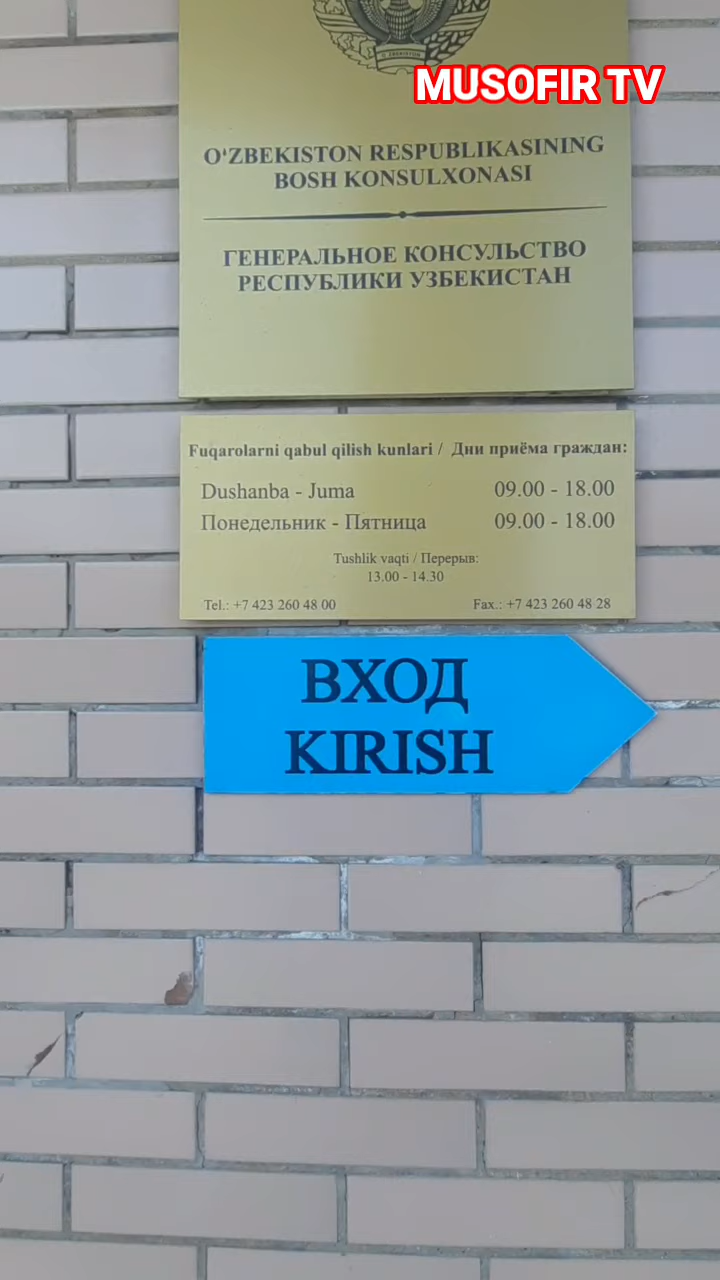 O ZBEKISTON
MUSOFIR TV
O‘ZBEKISTON RESPUBLIKASINING
BOSH KONSULXONASI
ГЕНЕРАЛЬНОЕ КОНСУЛЬСТВО
РЕСПУБЛИКИ УЗБЕКИСТАН
Fuqarolarni qabul qilish kunlari / Дни приёма граждан:
Dushanba - Juma 09.00 - 18.00
Понедельник - Пятница 09.00 - 18.00
Tushlik vaqti / Перерыв:
13.00 - 14.30
Tel.: +7 423 260 48 00 Fax.: +7 423 260 48 28
ВХОД
KIRISH